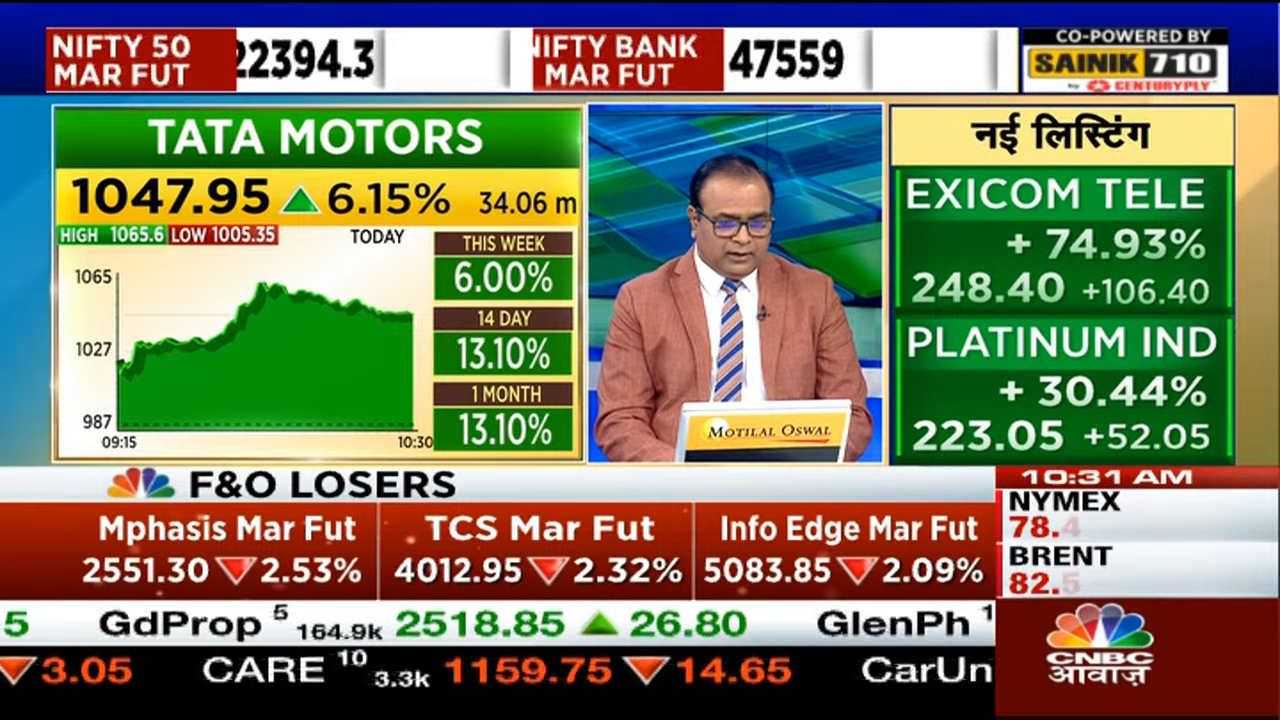 NIFTY 50
MAR FUT
22394.3
NIFTY BANK
MAR FUT
47559
CO-POWERED BY
SAINIK 710
by CENTURYPLY
TATA MOTORS
1047.95 ▲ 6.15% 34.06 m
HIGH 1065.6 LOW 1005.35 TODAY
1065
1027
987
09:15 10:30
THIS WEEK
6.00%
14 DAY
13.10%
1 MONTH
13.10%
MOTILAL OSWAL
नई लिस्टिंग
EXICOM TELE
+ 74.93%
248.40 +106.40
PLATINUM IND
+ 30.44%
223.05 +52.05
F&O LOSERS
Mphasis Mar Fut
2551.30 ▼ 2.53%
TCS Mar Fut
4012.95 ▼ 2.32%
Info Edge Mar Fut
5083.85 ▼ 2.09%
10:31 AM
NYMEX
78.4
BRENT
82.5
5 GdProp 5 164.9k 2518.85 ▲ 26.80 GlenPh 1
▼ 3.05 CARE 10 3.3k 1159.75 ▼ 14.65 CarUn
CNBC
आवाज़